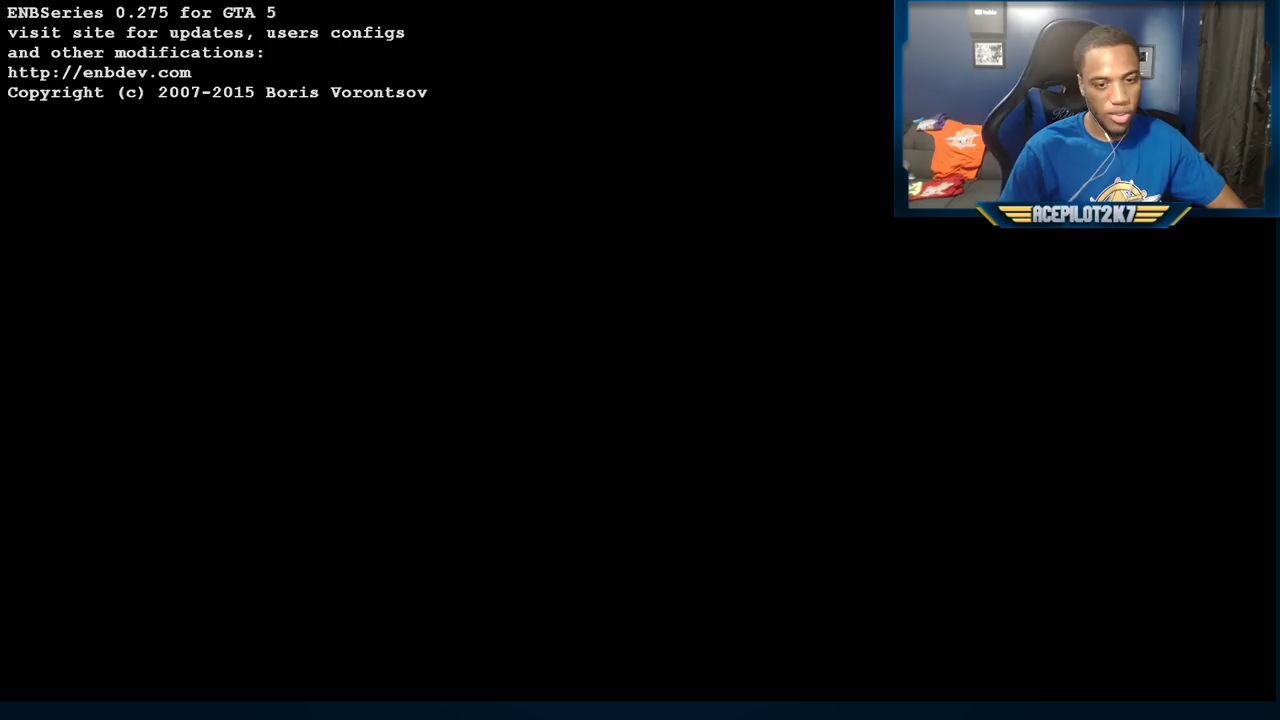 ENBSeries 0.275 for GTA 5
visit site for updates, users configs
and other modifications:
http://enbdev.com
Copyright (c) 2007-2015 Boris Vorontsov
YouTube
ACEPILOT2K7